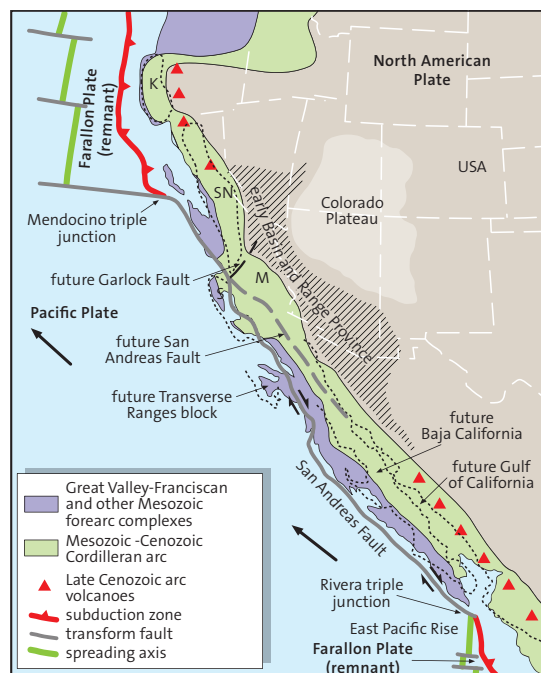 North American
Plate
K
Farallon Plate
(remnant)
USA
SN
early Basin and Range Province
Colorado
Plateau
Mendocino triple
junction
future Garlock Fault
M
S
Pacific Plate
future San
Andreas Fault
future Transverse
Ranges block
future
Baja California
future Gulf
of California
San Andreas Fault
Great Valley-Franciscan
and other Mesozoic
forearc complexes
Mesozoic -Cenozoic
Cordilleran arc
Late Cenozoic arc
volcanoes
subduction zone
transform fault
spreading axis
Rivera triple
junction
East Pacific Rise
Farallon Plate
(remnant)